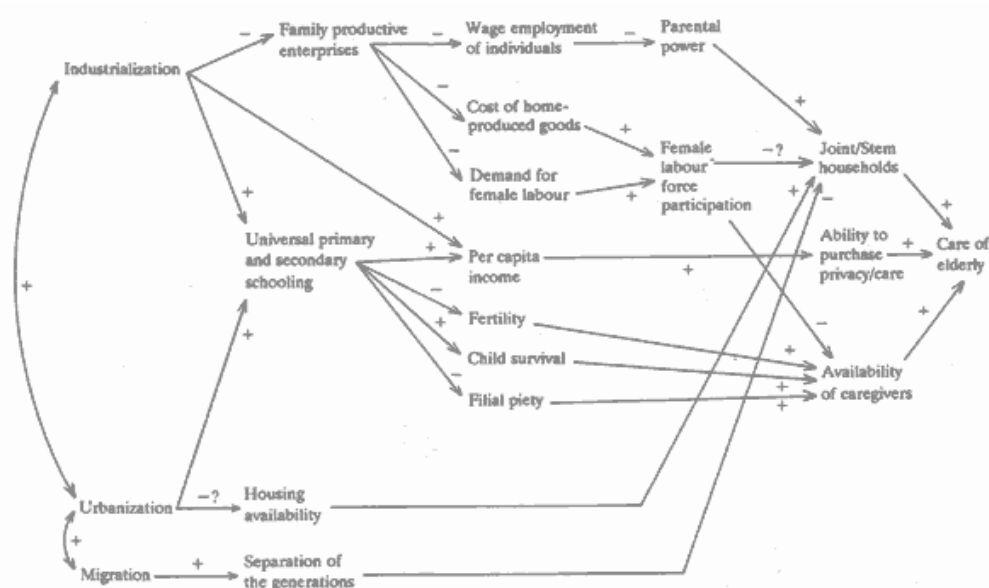 Family productive
enterprises
Wage employment
of individuals
Parental
power
Industrialization
Cost of home-
produced goods
Female
labour
force
participation
Joint/Stem
households
Demand for
female labour
Universal primary
and secondary
schooling
Per capita
income
Ability to
purchase
privacy/care
Care of
elderly
Fertility
Child survival
Availability
of caregivers
Filial piety
Urbanization
Housing
availability
Migration
Separation of
the generations
−
−
−
−
−
+
+
−?
+
+
−
+
+
+
+
+
+
−
+
−
−
+
+
+
+
+
+
−?
+
+